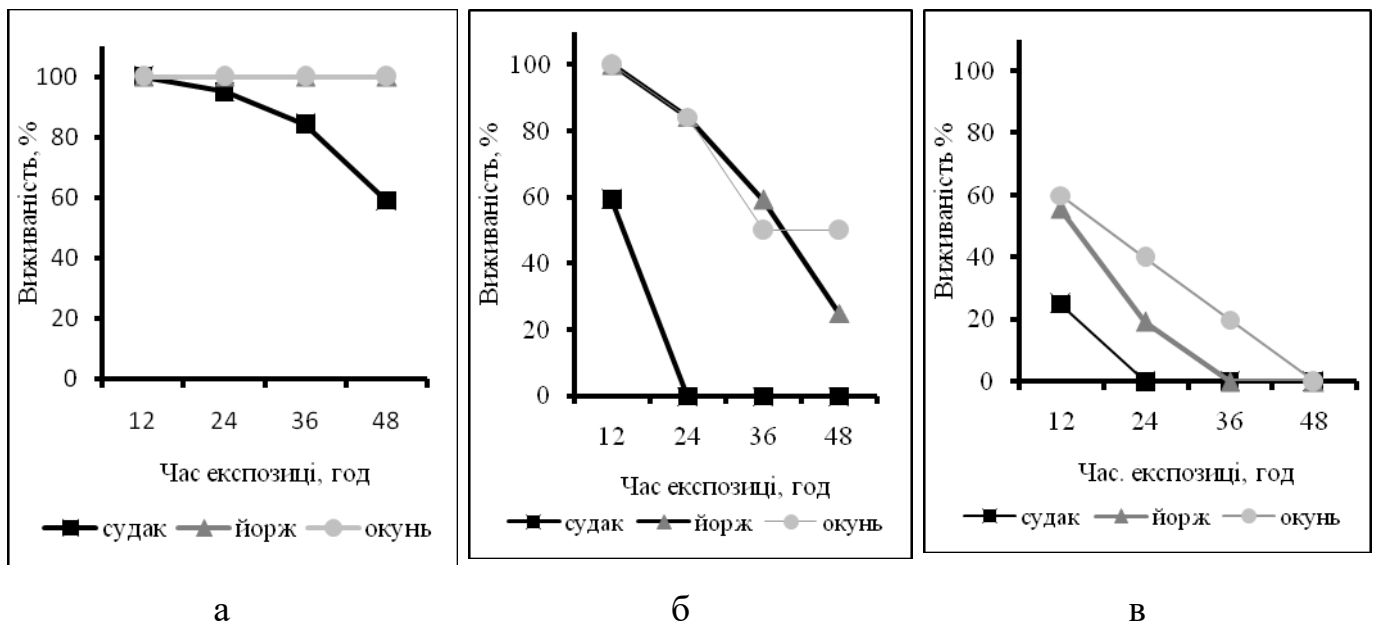 Виживаність, %
100
80
60
40
20
0
12 24 36 48
Час експозиці, год
судак йорж окунь
а
Виживаність, %
100
80
60
40
20
0
12 24 36 48
Час експозиці, год
судак йорж окунь
б
Виживаність %
100
80
60
40
20
0
12 24 36 48
Час. експозиці, год
судак йорж окунь
в